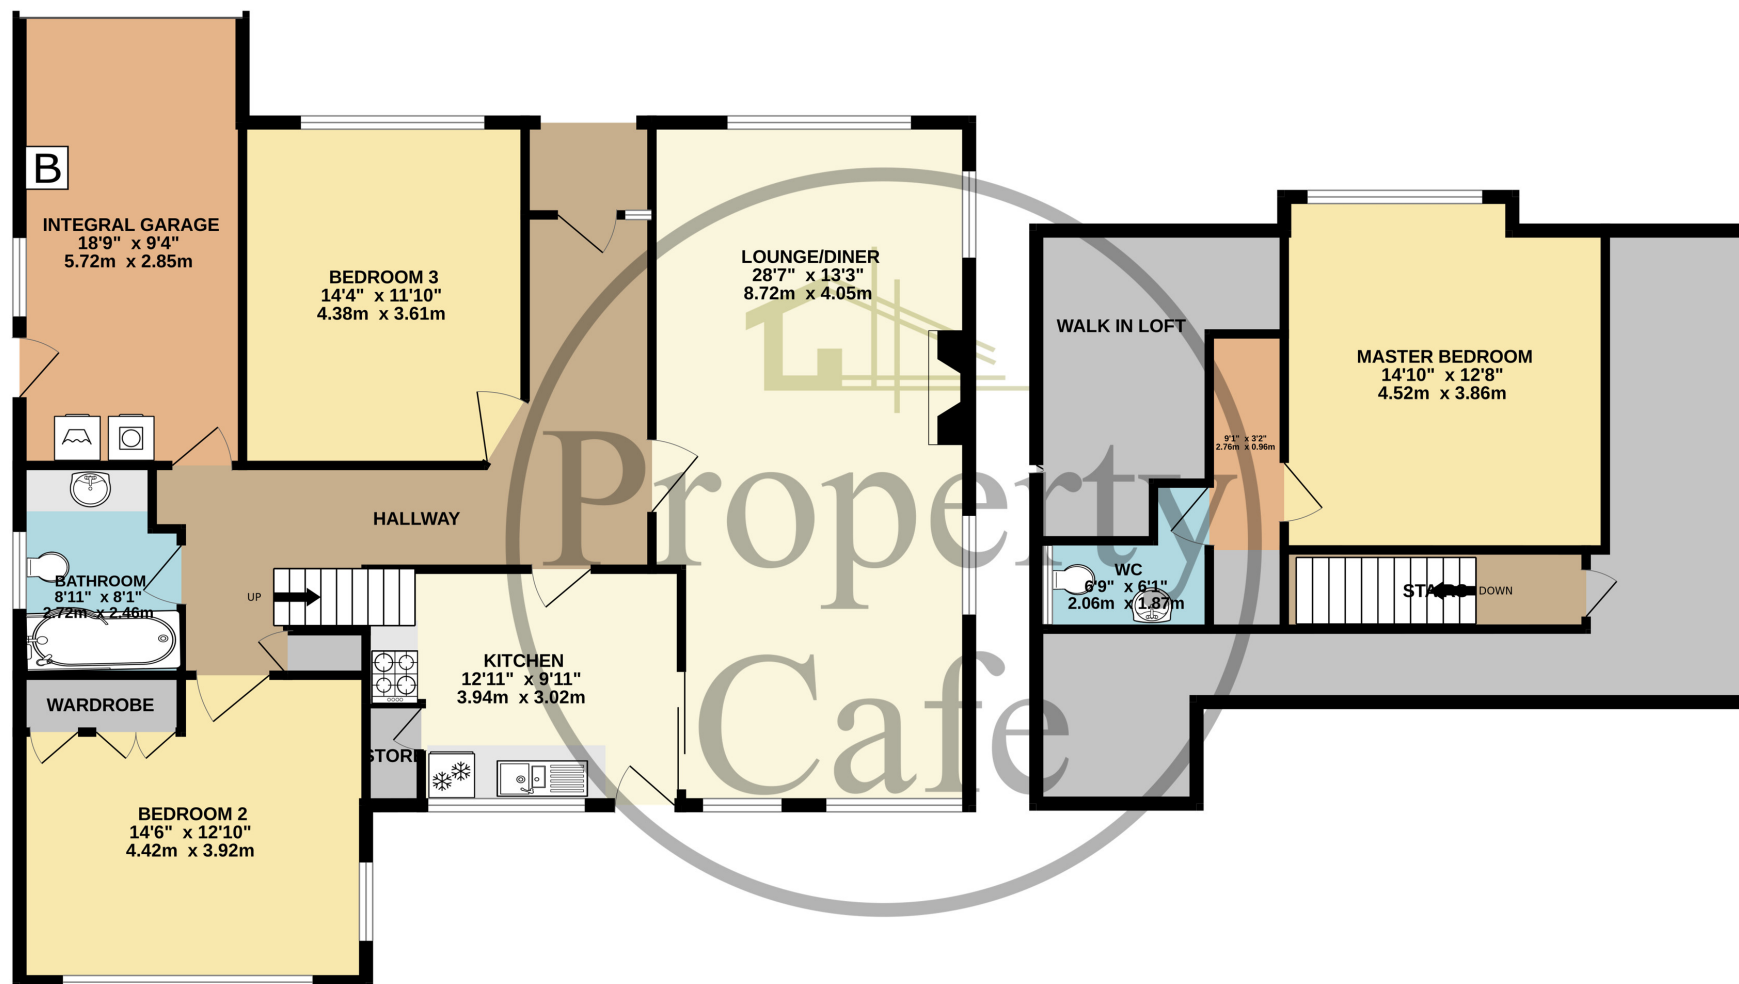 B
INTEGRAL GARAGE
18'9" x 9'4"
5.72m x 2.85m
BEDROOM 3
14'4" x 11'10"
4.38m x 3.61m
LOUNGE/DINER
28'7" x 13'3"
8.72m x 4.05m
HALLWAY
BATHROOM
8'11" x 8'1"
2.72m x 2.46m
UP
KITCHEN
12'11" x 9'11"
3.94m x 3.02m
WARDROBE
STORE
BEDROOM 2
14'6" x 12'10"
4.42m x 3.92m
WALK IN LOFT
MASTER BEDROOM
14'10" x 12'8"
4.52m x 3.86m
9'1" x 3'2"
2.76m x 0.96m
WC
6'9" x 6'1"
2.06m x 1.87m
STAIRS
DOWN
Property
Cafe